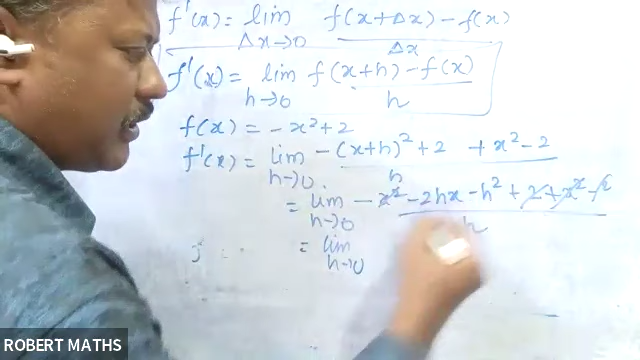 f'(x) = lim Δx→0 f(x+Δx) - f(x) / Δx
f'(x) = lim h→0 f(x+h) - f(x) / h
f(x) = - x² + 2
f'(x) = lim h→0 -(x+h)² + 2 + x² - 2 / h
= lim h→0 - x² - 2hx - h² + 2 + x² - 2 / h
= lim h→0
ROBERT MATHS